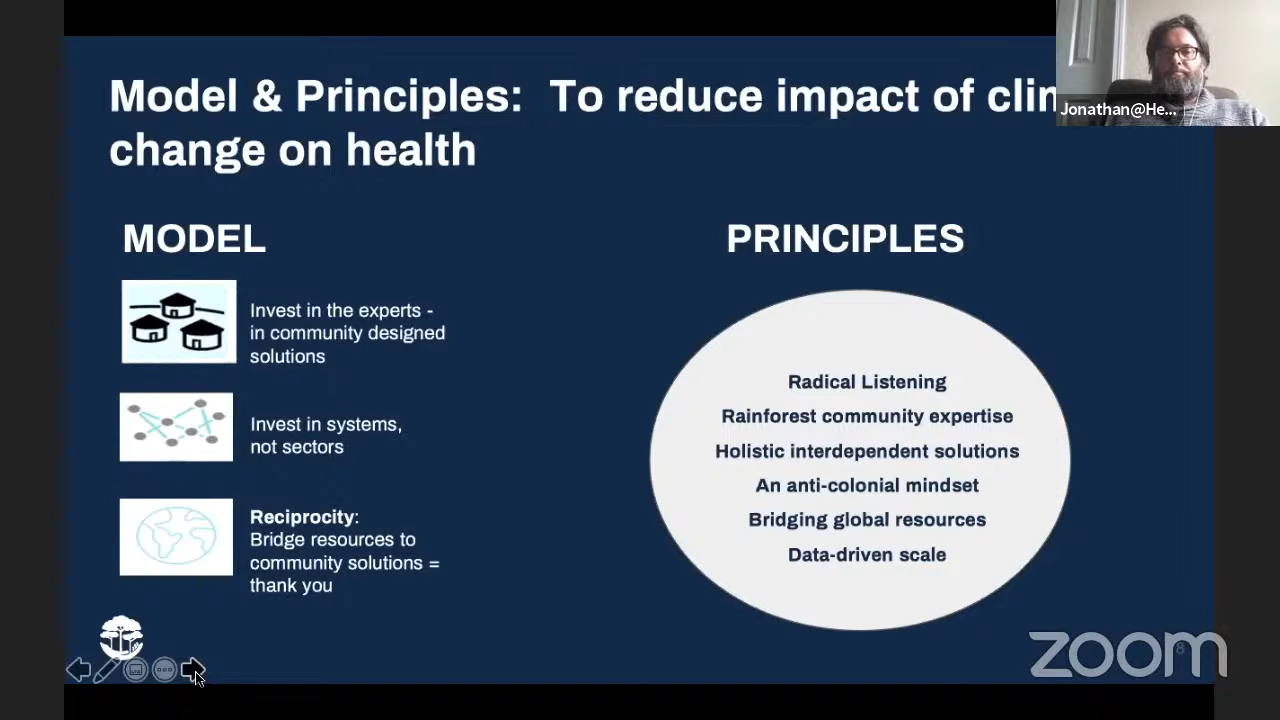 Model & Principles: To reduce impact of
change on health
Jonathan@He...
MODEL
PRINCIPLES
Invest in the experts -
in community designed
solutions
Invest in systems,
not sectors
Reciprocity:
Bridge resources to
community solutions =
thank you
Radical Listening
Rainforest community expertise
Holistic interdependent solutions
An anti-colonial mindset
Bridging global resources
Data-driven scale
zoom
8